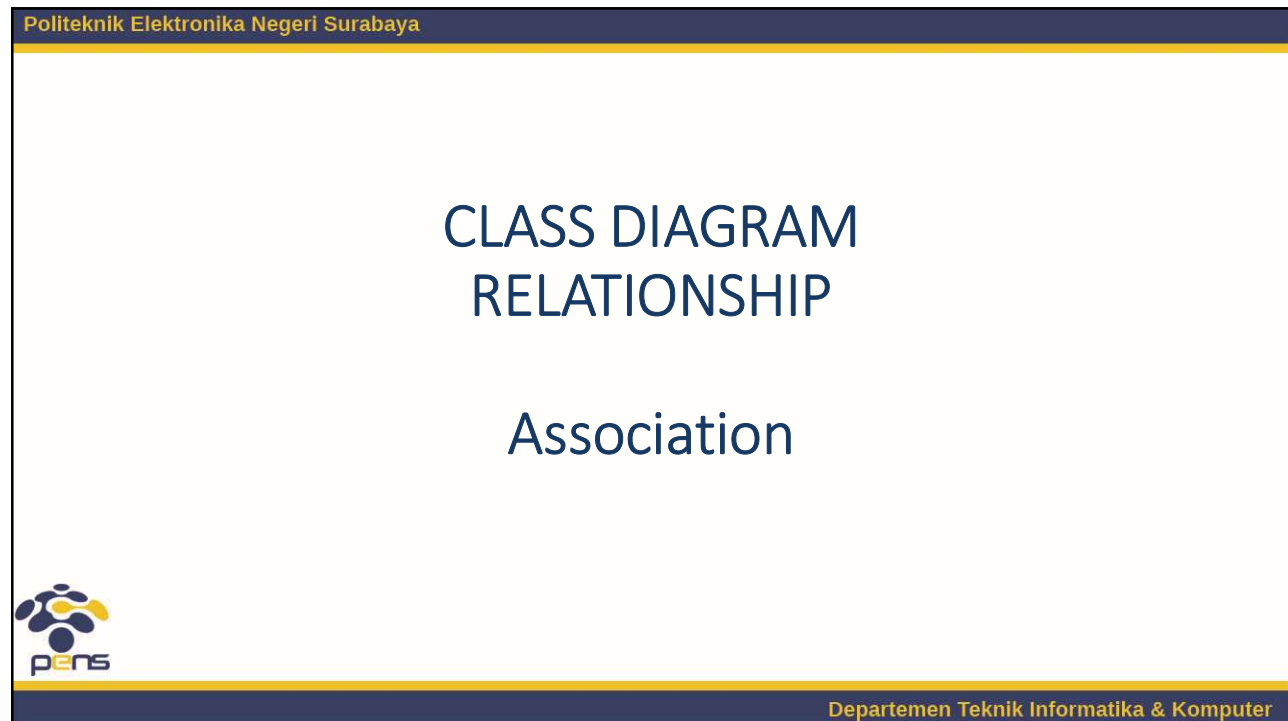 Politeknik Elektronika Negeri Surabaya
CLASS DIAGRAM
RELATIONSHIP
Association
pens
Departemen Teknik Informatika & Komputer